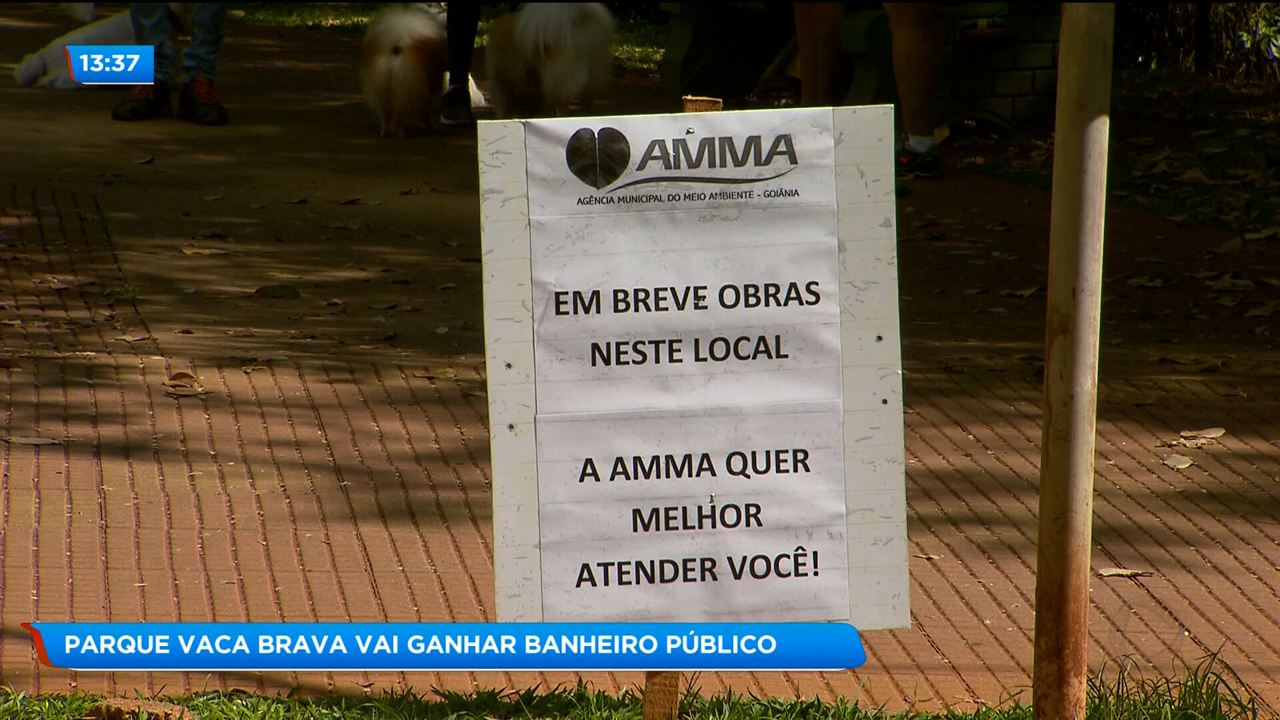 13:37
AMMA
AGÊNCIA MUNICIPAL DO MEIO AMBIENTE - GOIÂNIA
EM BREVE OBRAS
NESTE LOCAL
A AMMA QUER
MELHOR
ATENDER VOCÊ!
PARQUE VACA BRAVA VAI GANHAR BANHEIRO PÚBLICO